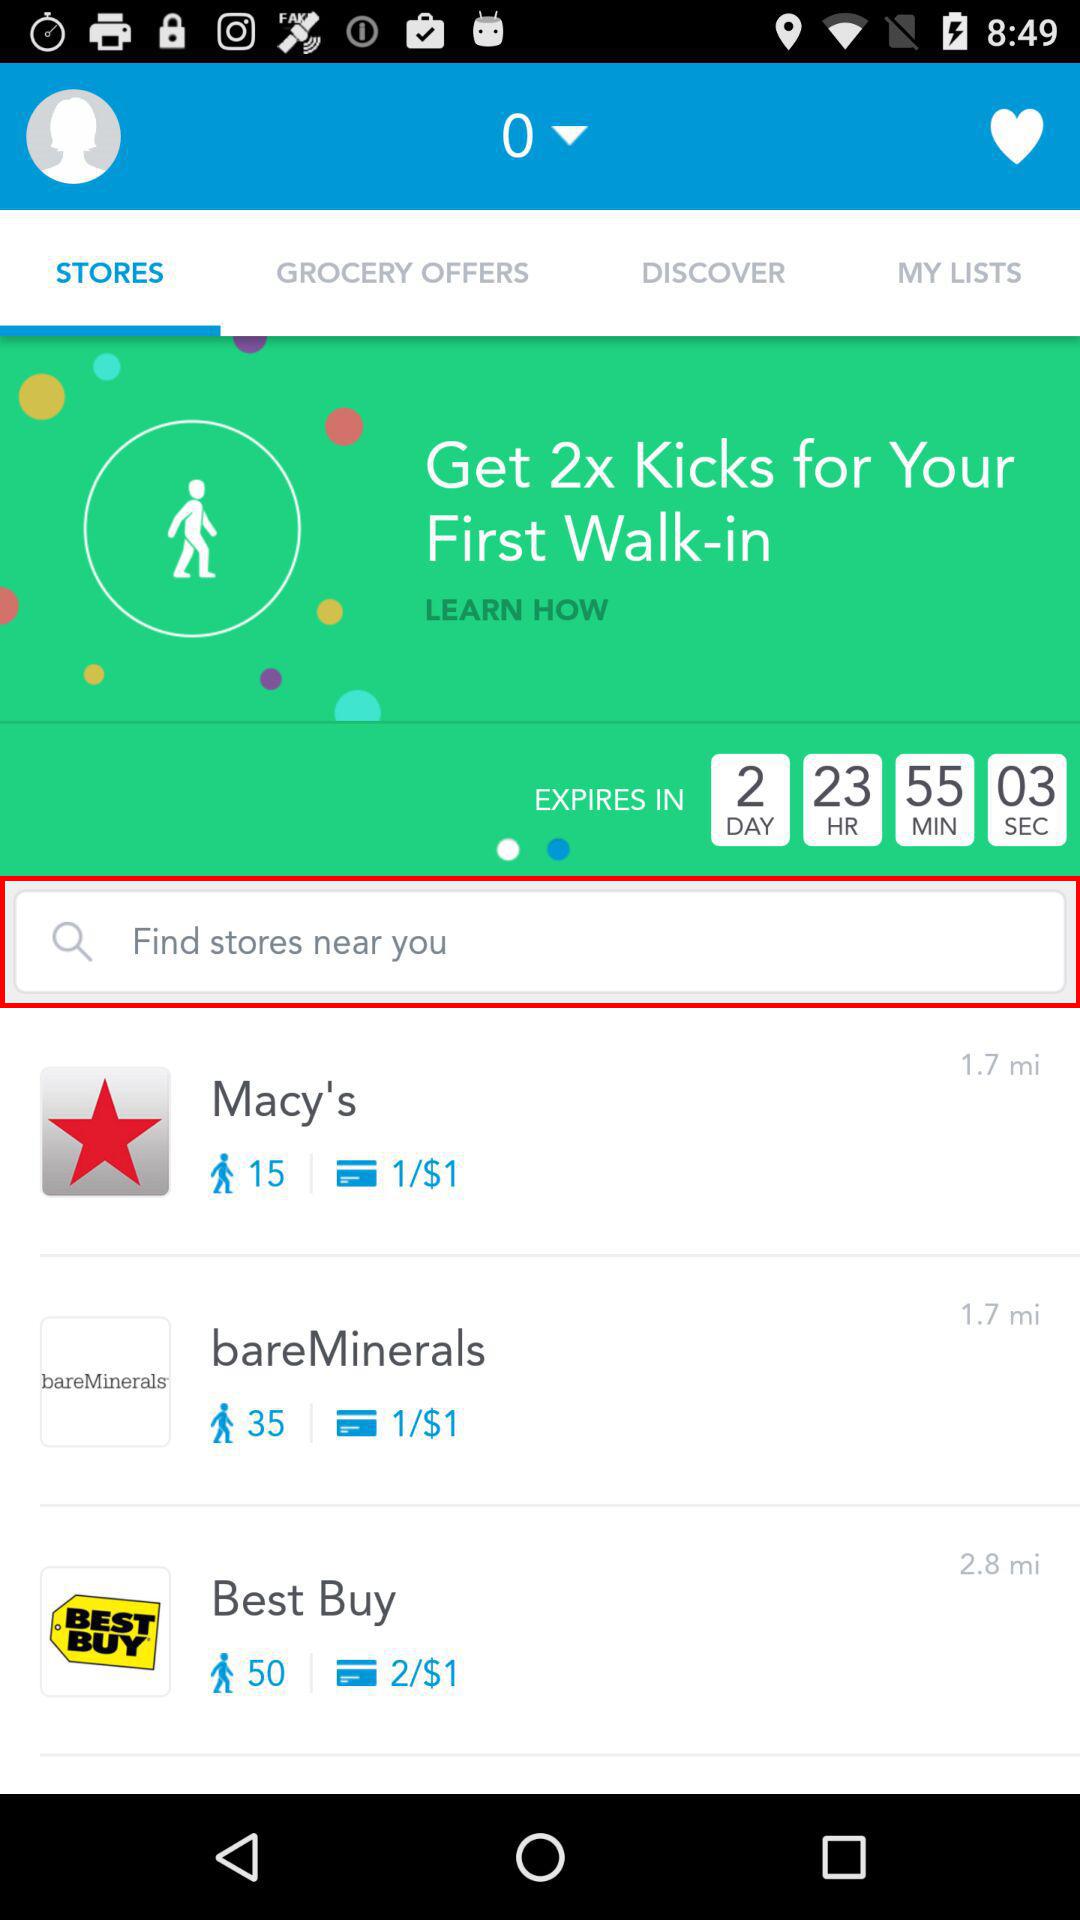 FAKE
8:49
0
STORES
GROCERY OFFERS
DISCOVER
MY LISTS
Get 2x Kicks for Your
First Walk-in
LEARN HOW
EXPIRES IN
2
DAY
23
HR
55
MIN
03
SEC
Find stores near you
1.7 mi
Macy's
15
1/$1
1.7 mi
bareMinerals
bareMinerals
35
1/$1
2.8 mi
BEST
BUY
Best Buy
50
2/$1